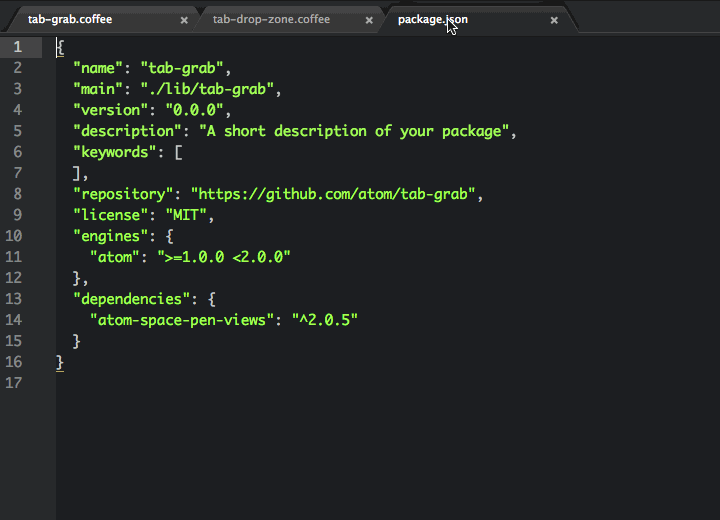 tab-grab.coffee × tab-drop-zone.coffee × package.json ×
1 {
2 "name": "tab-grab",
3 "main": "./lib/tab-grab",
4 "version": "0.0.0",
5 "description": "A short description of your package",
6 "keywords": [
7 ],
8 "repository": "https://github.com/atom/tab-grab",
9 "license": "MIT",
10 "engines": {
11 "atom": ">=1.0.0 <2.0.0"
12 },
13 "dependencies": {
14 "atom-space-pen-views": "^2.0.5"
15 }
16 }
17